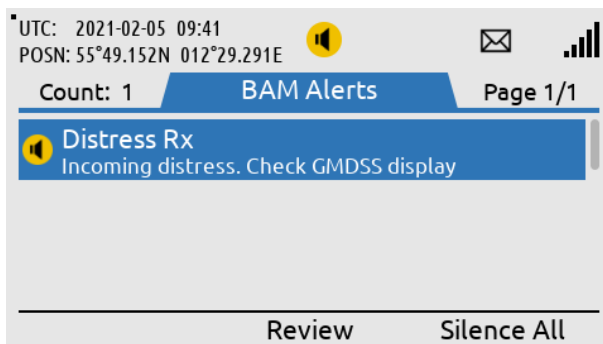 UTC: 2021-02-05 09:41
POSN: 55°49.152N 012°29.291E
Count: 1 BAM Alerts Page 1/1
Distress Rx
Incoming distress. Check GMDSS display
Review Silence All